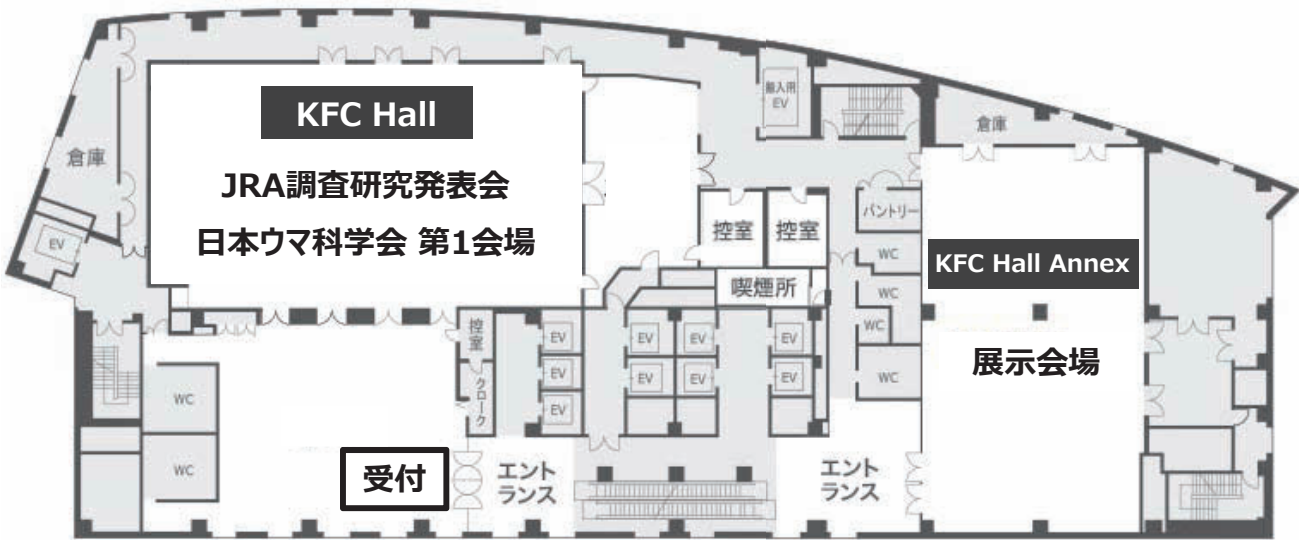 搬入用
EV
倉庫
KFC Hall
JRA調査研究発表会
日本ウマ科学会 第1会場
倉庫
EV
控室
控室
パントリー
WC
KFC Hall Annex
喫煙所
WC
WC
控室
EV
EV
EV
EV
展示会場
EV
EV
EV
EV
WC
WC
クローク
EV
WC
受付
エント
ランス
エント
ランス